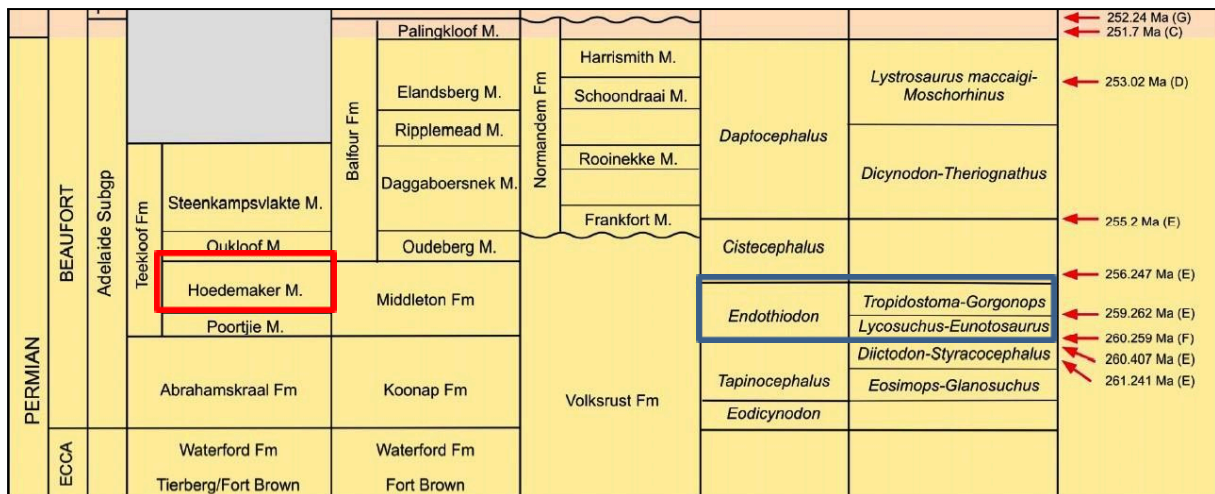 PERMIAN
BEAUFORT
ECCA
Adelaide Subgp
Teekloof Fm
Steenkampsvlakte M.
Oukloof M.
Hoedemaker M.
Poortjie M.
Abrahamskraal Fm
Waterford Fm
Tierberg/Fort Brown
Balfour Fm
Palingkloof M.
Elandsberg M.
Ripplemead M.
Daggaboersnek M.
Oudeberg M.
Middleton Fm
Koonap Fm
Waterford Fm
Fort Brown
Normandem Fm
Harrismith M.
Schoondraai M.
Rooinekke M.
Frankfort M.
Volksrust Fm
Daptocephalus
Cistecephalus
Endothiodon
Tapinocephalus
Eodicynodon
Lystrosaurus maccaigi-
Moschorhinus
Dicynodon-Theriognathus
Tropidostoma-Gorgonops
Lycosuchus-Eunotosaurus
Diictodon-Styracocephalus
Eosimops-Glanosuchus
252.24 Ma (G)
251.7 Ma (C)
253.02 Ma (D)
255.2 Ma (E)
256.247 Ma (E)
259.262 Ma (E)
260.259 Ma (F)
260.407 Ma (E)
261.241 Ma (E)